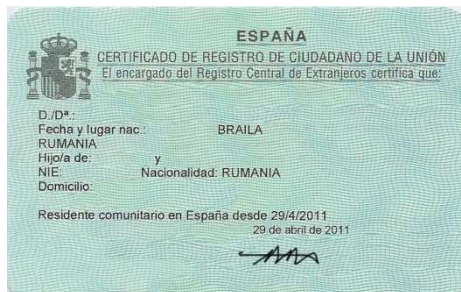 ESPAÑA
CERTIFICADO DE REGISTRO DE CIUDADANO DE LA UNIÓN
El encargado del Registro Central de Extranjeros certifica que:
D./Dª.:
Fecha y lugar nac.: BRAILA
RUMANIA
Hijo/a de: y
NIE: Nacionalidad: RUMANIA
Domicilio:
Residente comunitario en España desde 29/4/2011
29 de abril de 2011